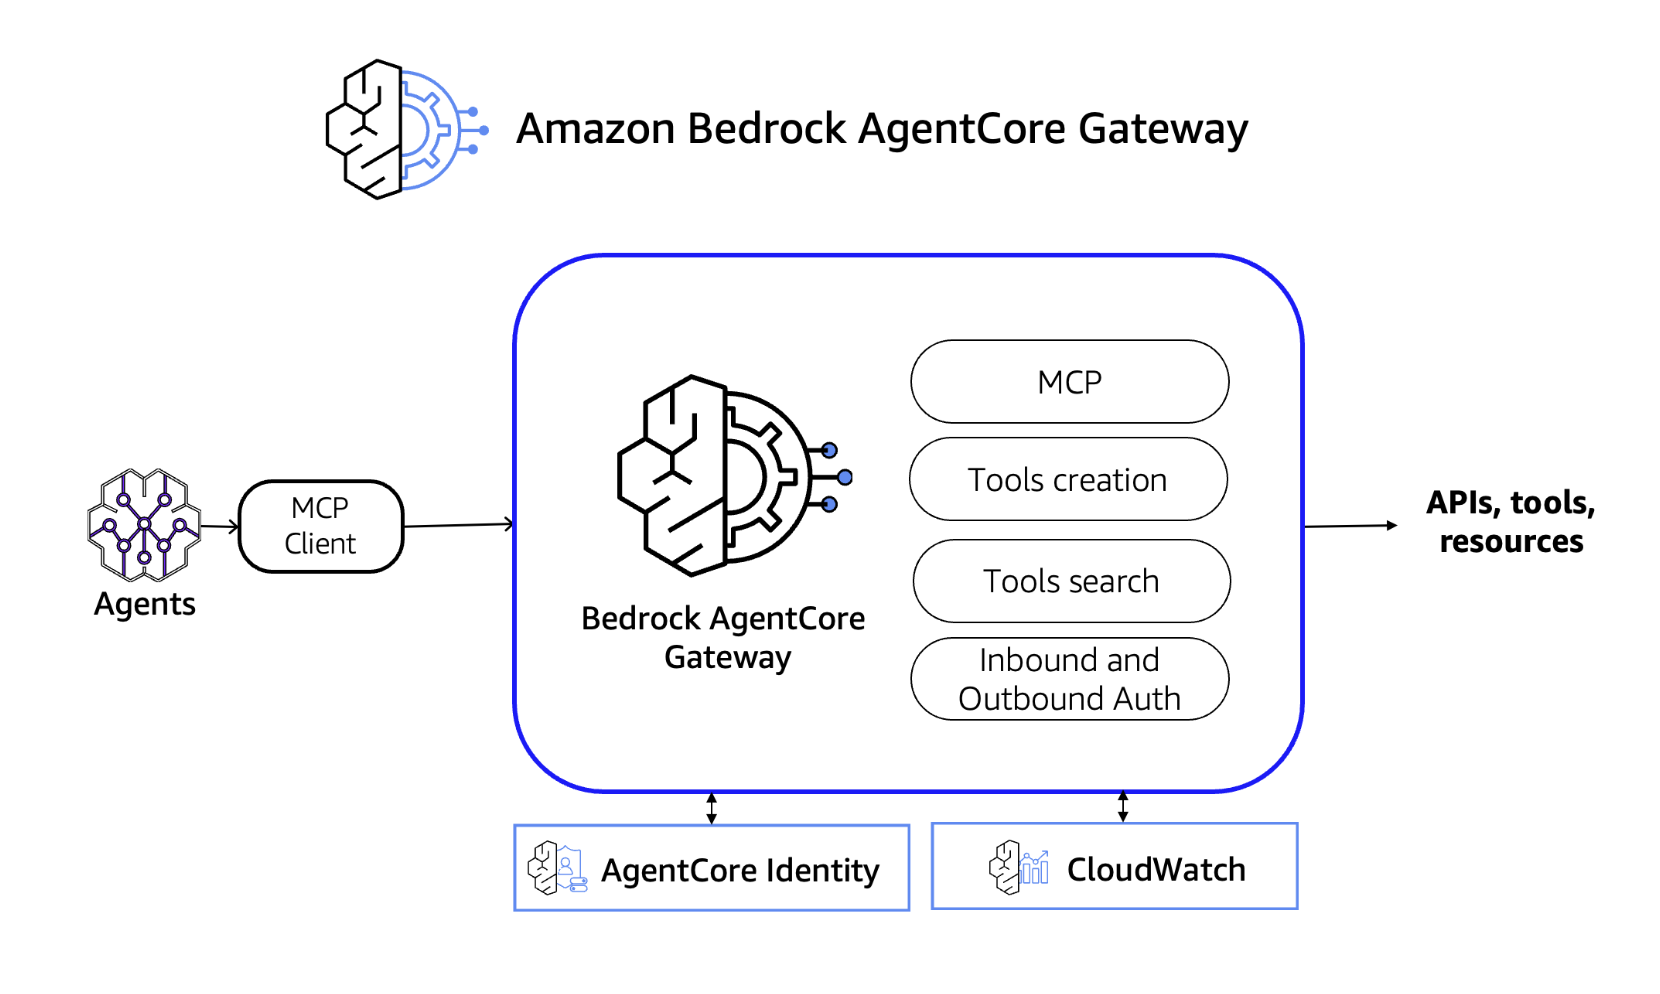 Amazon Bedrock AgentCore Gateway
Agents
MCP
Client
Bedrock AgentCore
Gateway
MCP
Tools creation
Tools search
Inbound and
Outbound Auth
APIs, tools,
resources
AgentCore Identity
CloudWatch